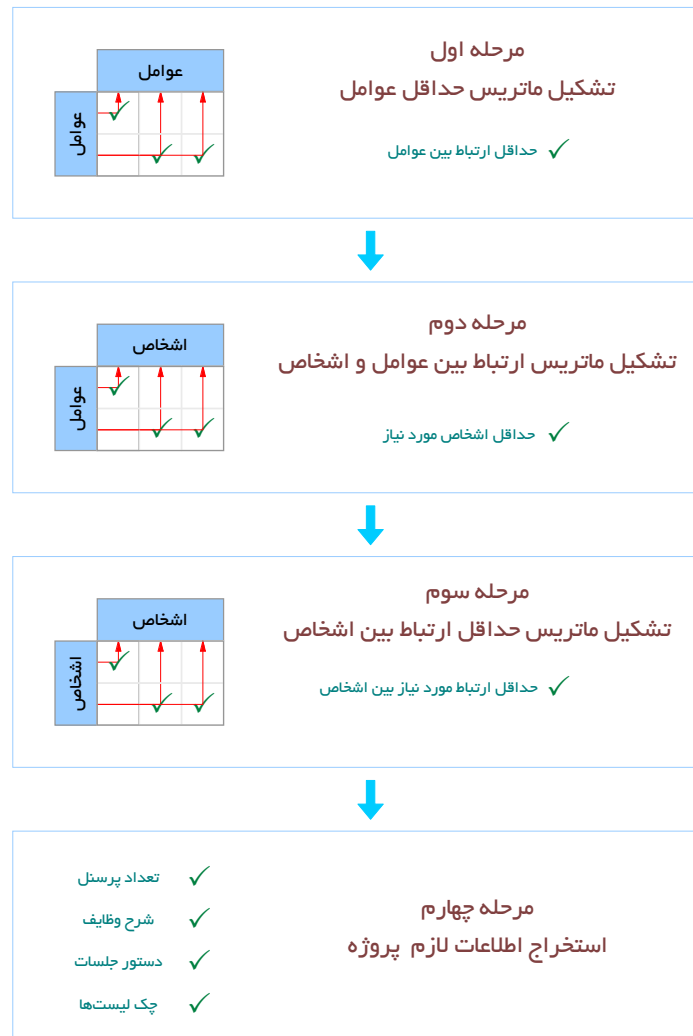 مرحله اول
تشکیل ماتریس حداقل عوامل
حداقل ارتباط بین عوامل
عوامل
عوامل
مرحله دوم
تشکیل ماتریس ارتباط بین عوامل و اشخاص
حداقل اشخاص مورد نیاز
اشخاص
عوامل
مرحله سوم
تشکیل ماتریس حداقل ارتباط بین اشخاص
حداقل ارتباط مورد نیاز بین اشخاص
اشخاص
اشخاص
مرحله چهارم
استخراج اطلاعات لازم پروژه
تعداد پرسنل
شرح وظایف
دستور جلسات
چک لیست‌ها